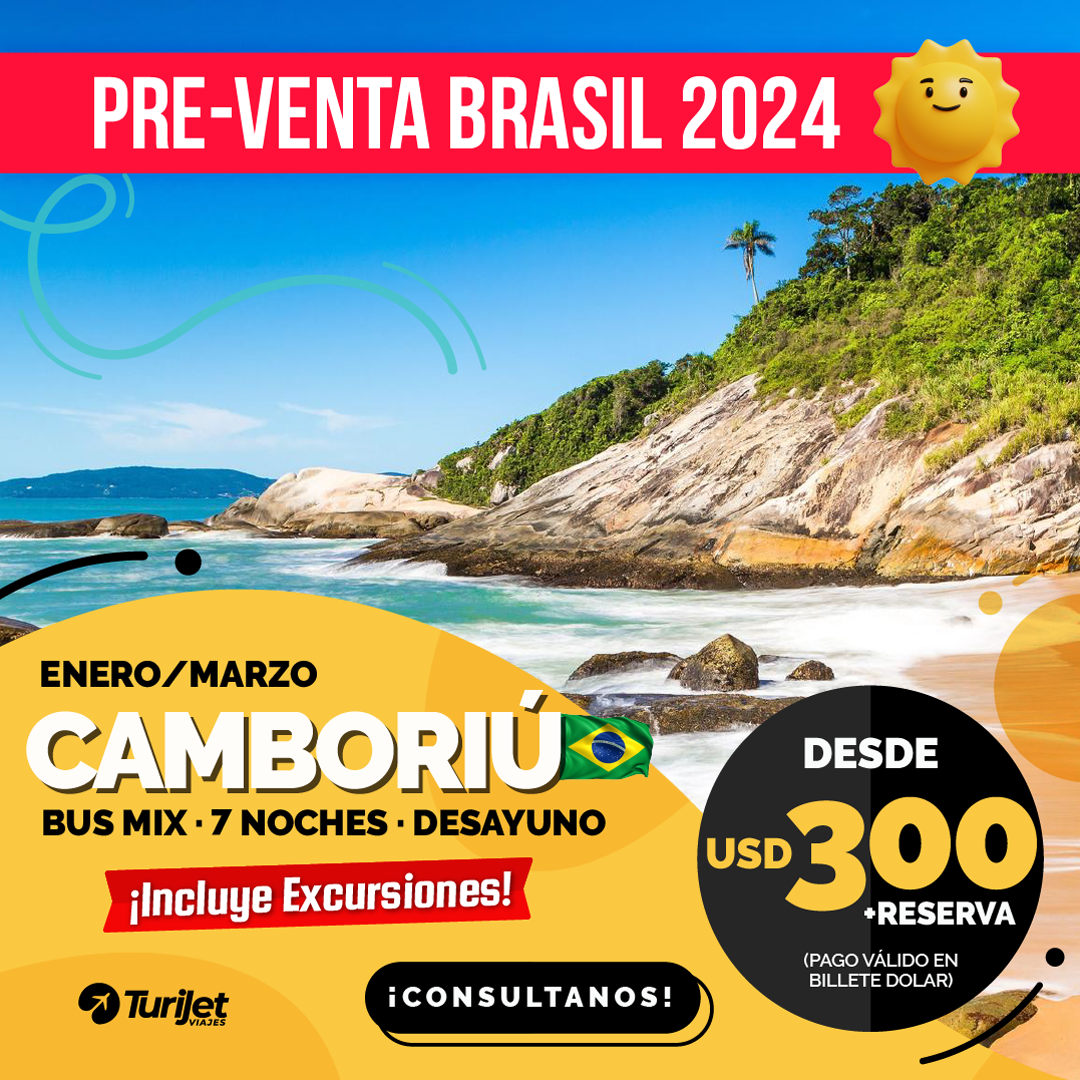 PRE-VENTA BRASIL 2024
ENERO/MARZO
CAMBORIÚ
BUS MIX · 7 NOCHES · DESAYUNO
¡Incluye Excursiones!
DESDE
USD 300
+RESERVA
(PAGO VÁLIDO EN
BILLETE DOLAR)
TuriJet
VIAJES
¡CONSULTANOS!